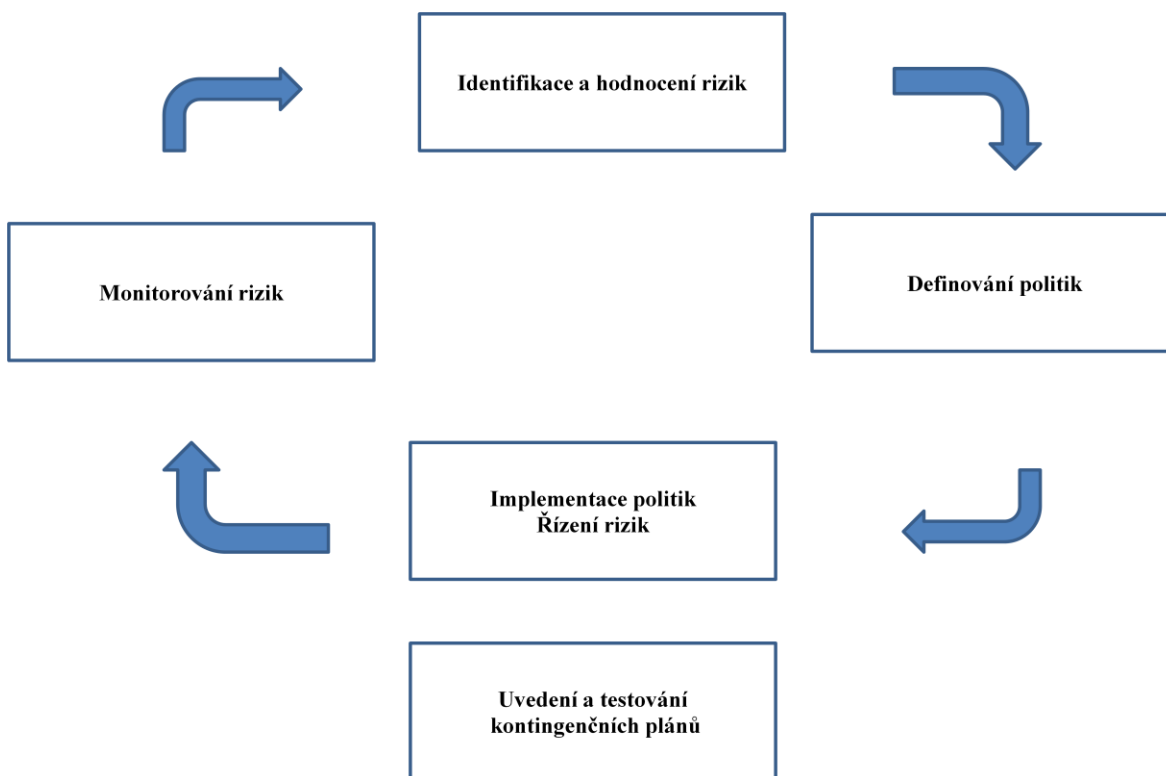 Identifikace a hodnocení rizik
Monitorování rizik
Definování politik
Implementace politik
Řízení rizik
Uvedení a testování
kontingenčních plánů